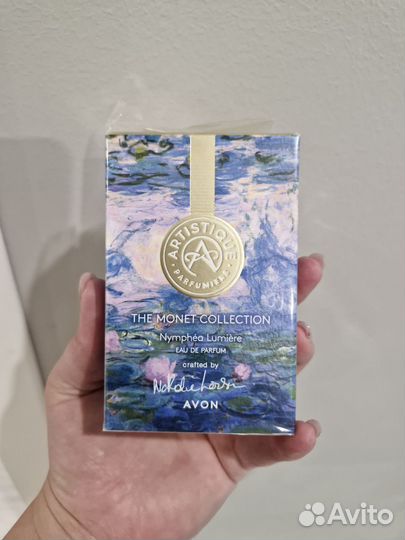 ARTISTIQUE
PARFUMIERS
THE MONET COLLECTION
Nymphéa Lumière
EAU DE PARFUM
crafted by
AVON
Avito